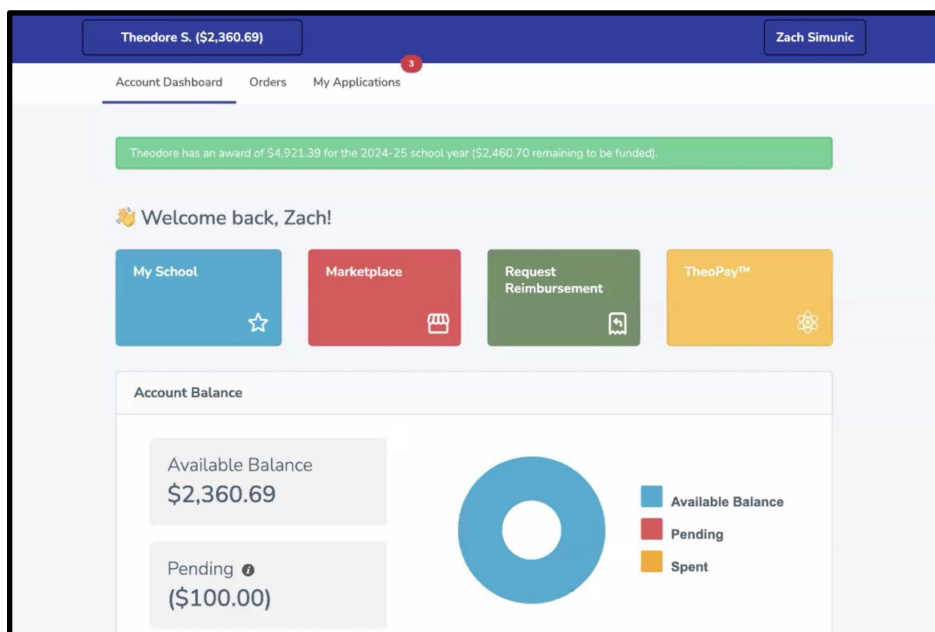 Theodore S. ($2,360.69)
Zach Simunic
Account Dashboard
Orders
My Applications
3
Theodore has an award of $4,921.39 for the 2024-25 school year ($2,460.70 remaining to be funded).
👋 Welcome back, Zach!
My School
Marketplace
Request
Reimbursement
TheoPay™
Account Balance
Available Balance
$2,360.69
Pending
($100.00)
Available Balance
Pending
Spent